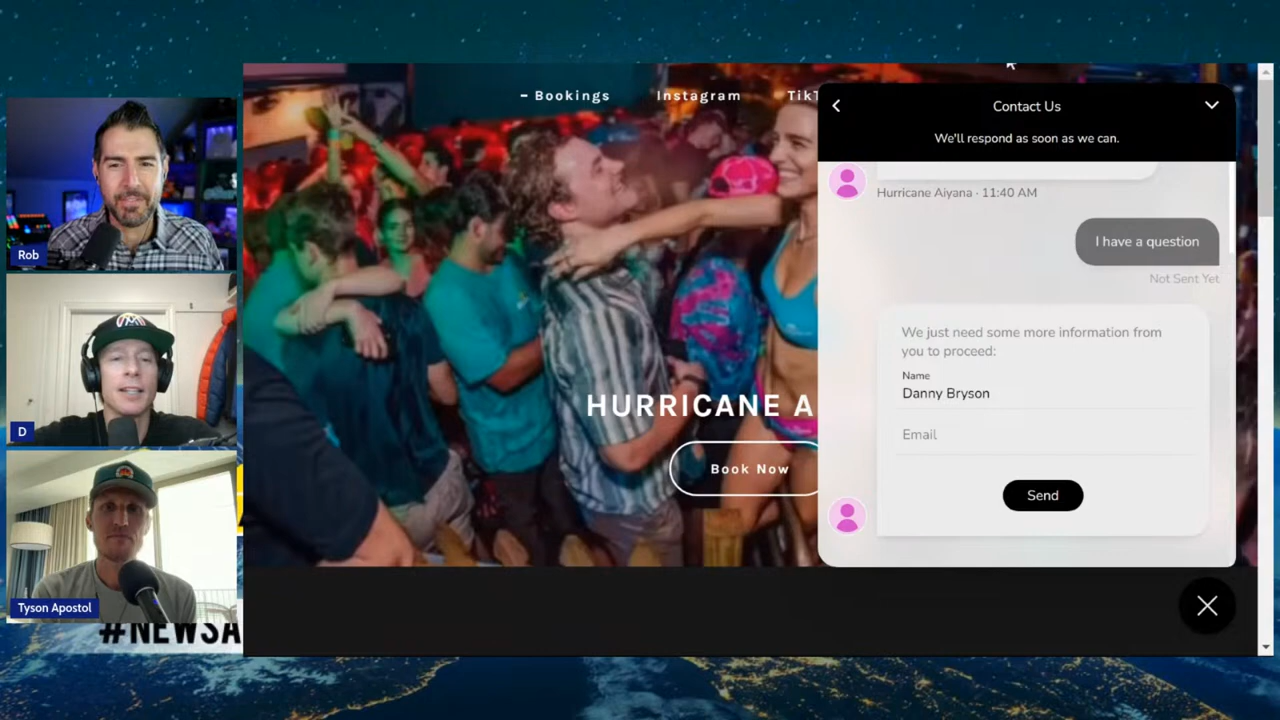 Rob
D
Tyson Apostol
#NEWSA
– Bookings
Instagram
TikT
HURRICANE A
Book Now
Contact Us
We'll respond as soon as we can.
Hurricane Aiyana · 11:40 AM
I have a question
Not Sent Yet
We just need some more information from
you to proceed:
Name
Danny Bryson
Email
Send